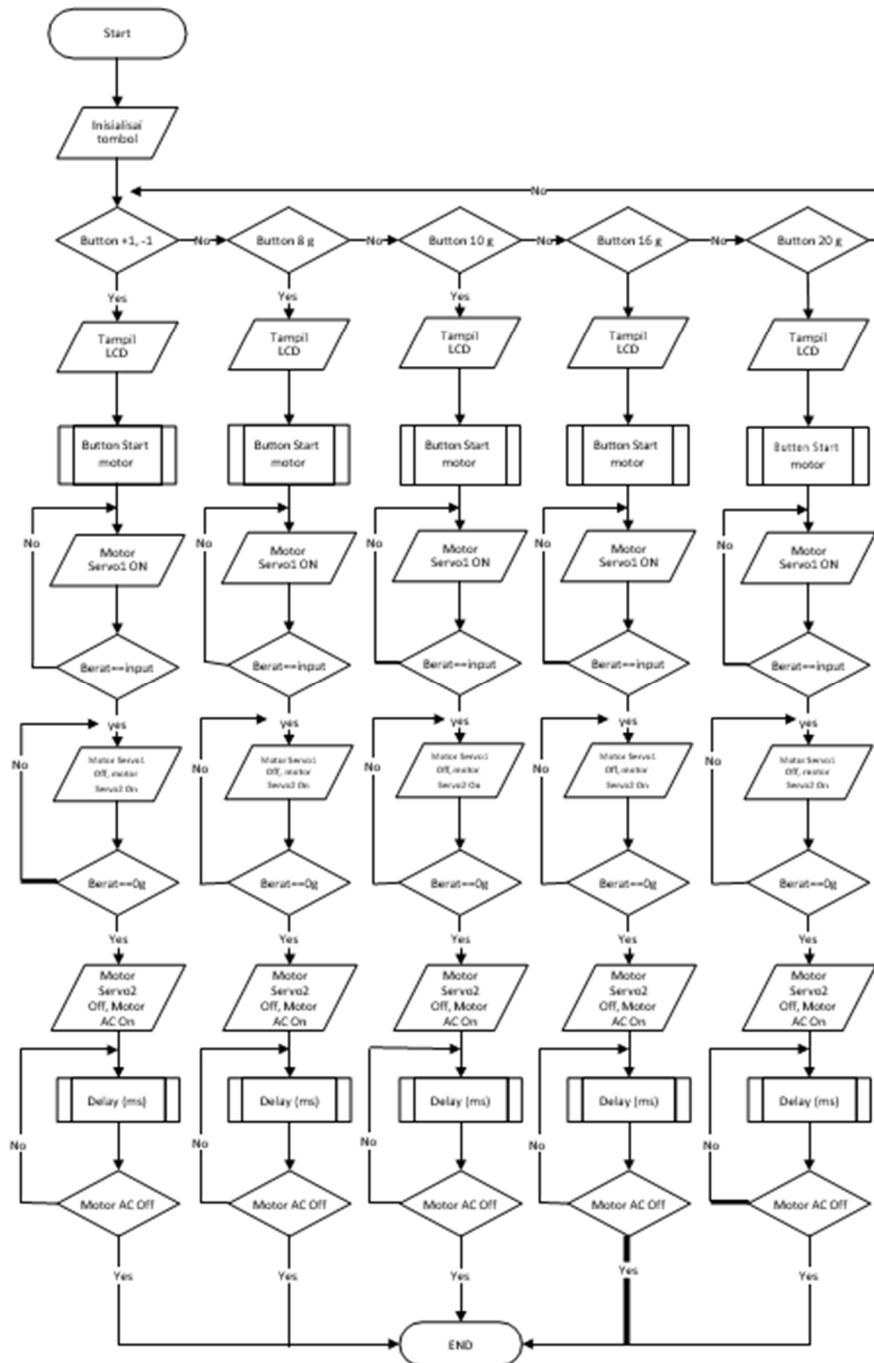 Start
Inisialisai
tombol
No
Button +1, -1
No
Button 8 g
No
Button 10 g
No
Button 16 g
No
Button 20 g
Yes
Yes
Yes
Tampil
LCD
Tampil
LCD
Tampil
LCD
Tampil
LCD
Tampil
LCD
Button Start
motor
Button Start
motor
Button Start
motor
Button Start
motor
Button Start
motor
No
No
No
No
No
Motor
Servo1 ON
Motor
Servo1 ON
Motor
Servo1 ON
Motor
Servo1 ON
Motor
Servo1 ON
Berat==input
Berat==input
Berat==input
Berat==input
Berat==input
yes
yes
yes
yes
yes
No
No
No
No
No
Motor Servo1
Off, motor
Servo2 On
Motor Servo1
Off, motor
Servo2 On
Motor Servo1
Off, motor
Servo2 On
Motor Servo1
Off, motor
Servo2 On
Motor Servo1
Off, motor
Servo2 On
Berat==0g
Berat==0g
Berat==0g
Berat==0g
Berat==0g
Yes
Yes
Yes
Yes
Yes
Motor
Servo2
Off, Motor
AC On
Motor
Servo2
Off, Motor
AC On
Motor
Servo2
Off, Motor
AC On
Motor
Servo2
Off, Motor
AC On
Motor
Servo2
Off, Motor
AC On
Delay (ms)
Delay (ms)
Delay (ms)
Delay (ms)
Delay (ms)
No
No
No
No
No
Motor AC Off
Motor AC Off
Motor AC Off
Motor AC Off
Motor AC Off
Yes
Yes
Yes
Yes
Yes
END